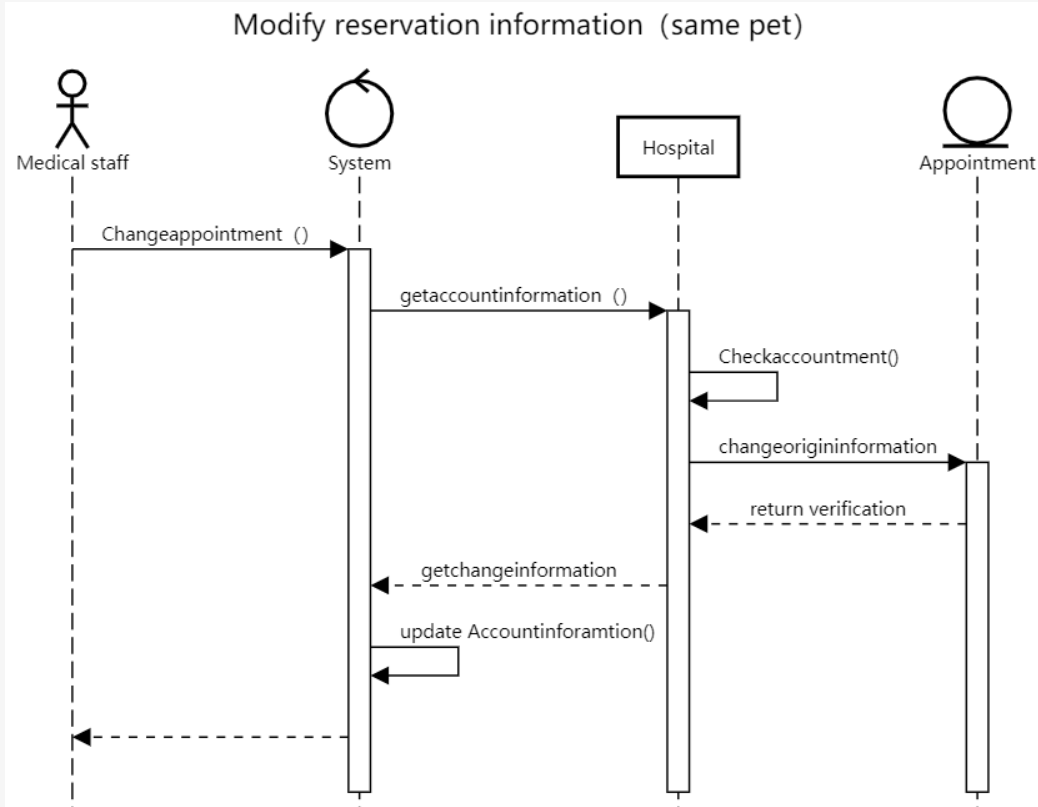 Modify reservation information（same pet）
Medical staff
System
Hospital
Appointment
Changeappointment（）
getaccountinformation（）
Checkaccountment()
changeorigininformation
return verification
getchangeinformation
update Accountinforamtion()